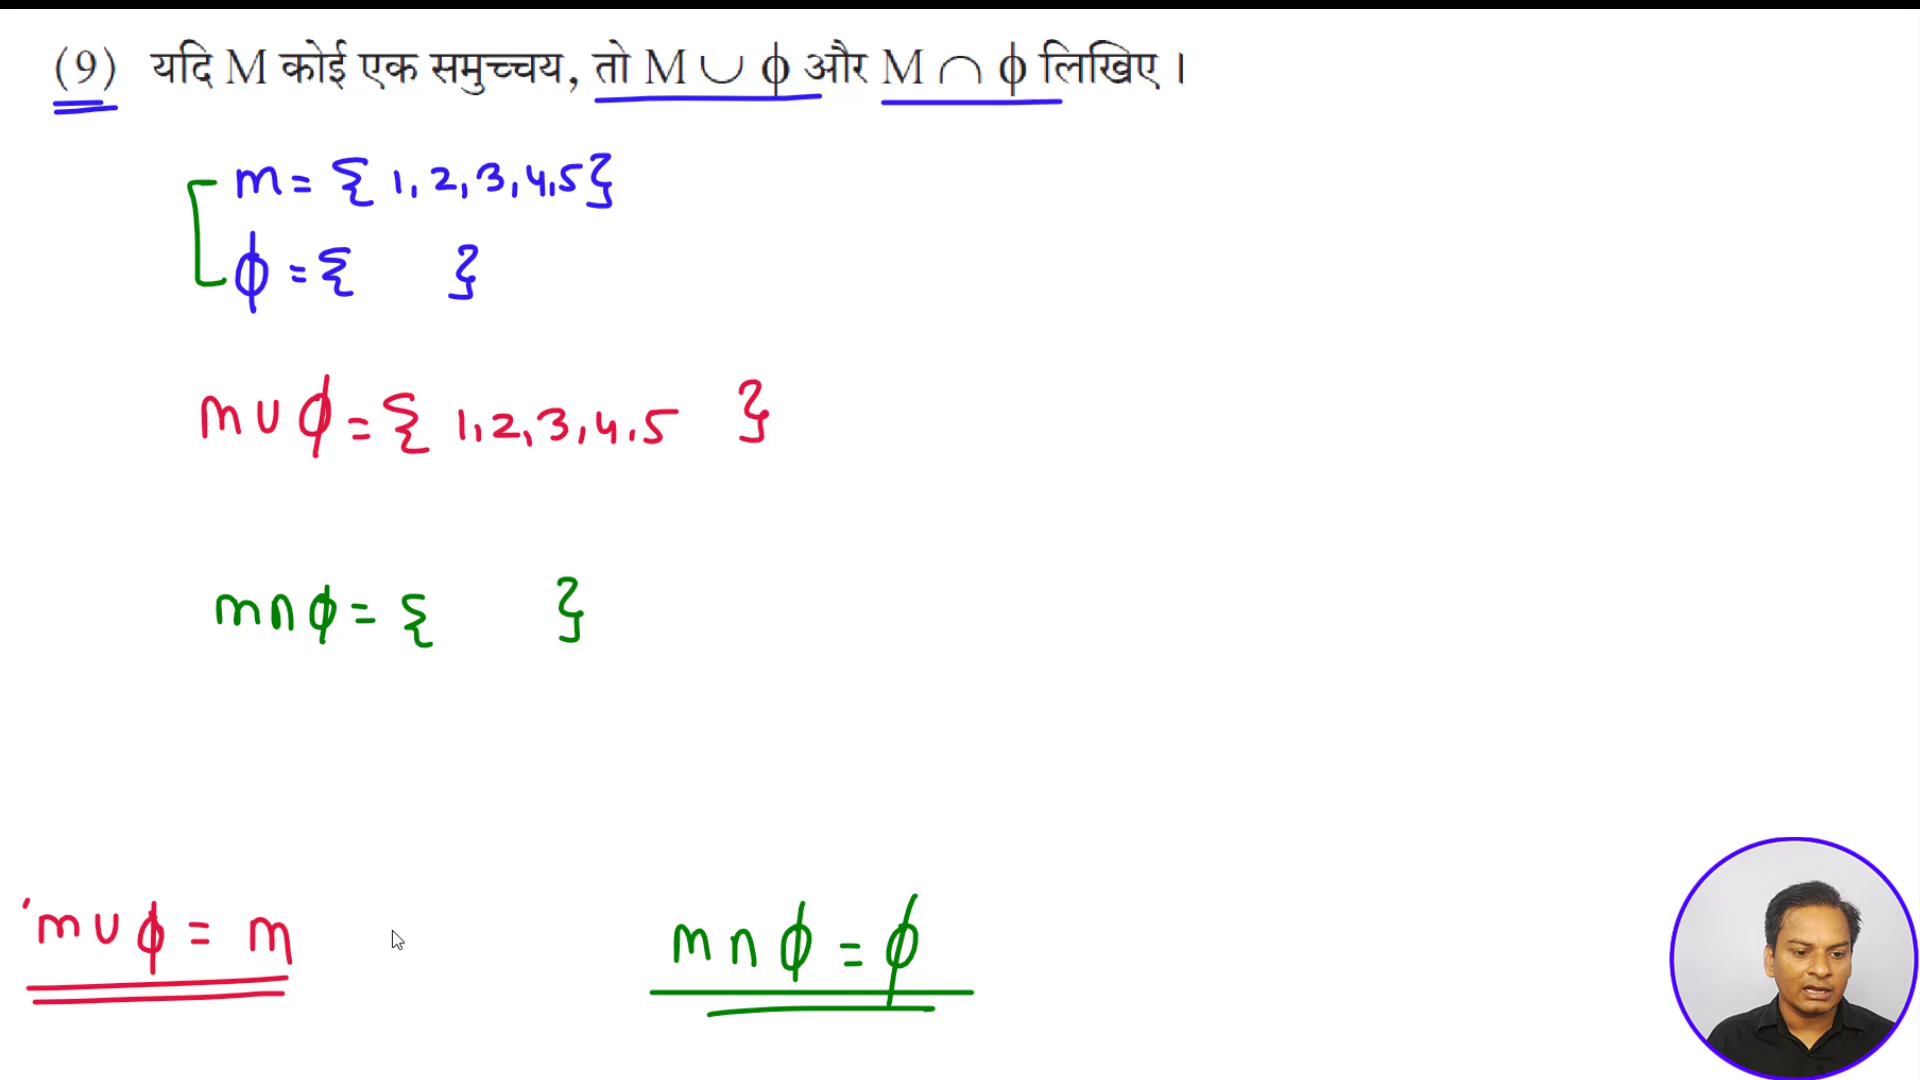 (9) यदि M कोई एक समुच्चय, तो M ∪ ϕ और M ∩ ϕ लिखिए ।
m = { 1, 2, 3, 4, 5 }
ϕ = { }
m ∪ ϕ = { 1, 2, 3, 4, 5 }
m ∩ ϕ = { }
m ∪ ϕ = m
m ∩ ϕ = ϕ